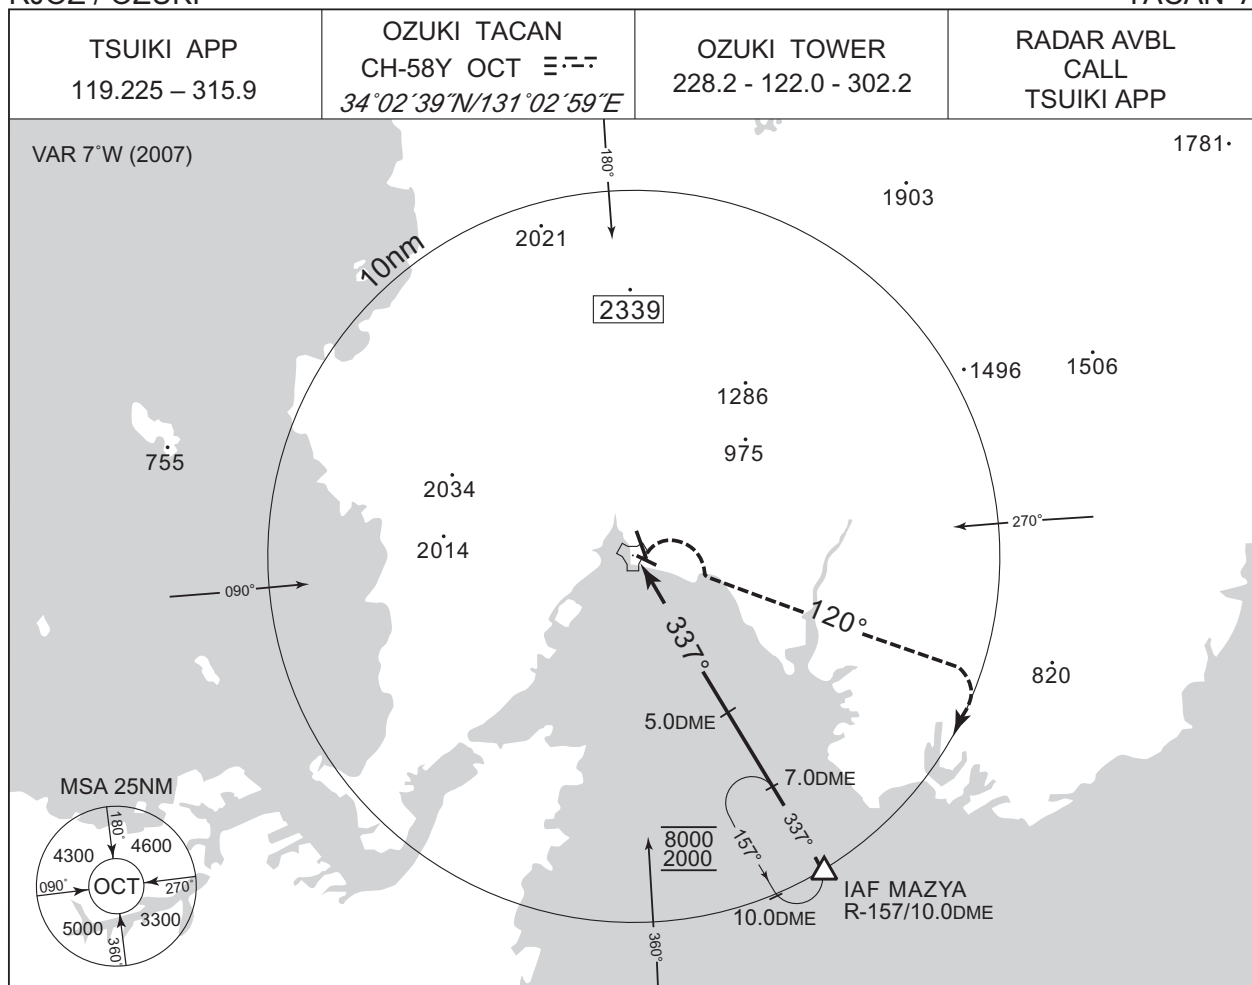 RJOZ / OZUKI
TACAN
TSUIKI APP
119.225 – 315.9
OZUKI TACAN
CH-58Y OCT
34°02´39˝N/131°02´59˝E
OZUKI TOWER
228.2 - 122.0 - 302.2
RADAR AVBL
CALL
TSUIKI APP
VAR 7°W (2007)
180°
1781
1903
2021
10nm
2339
1496
1506
1286
975
755
2034
2014
270°
090°
120°
337°
820
5.0DME
7.0DME
MSA 25NM
180°
4300
4600
090°
OCT
270°
5000
3300
360°
8000
2000
157°
337°
IAF MAZYA
R-157/10.0DME
10.0DME
360°